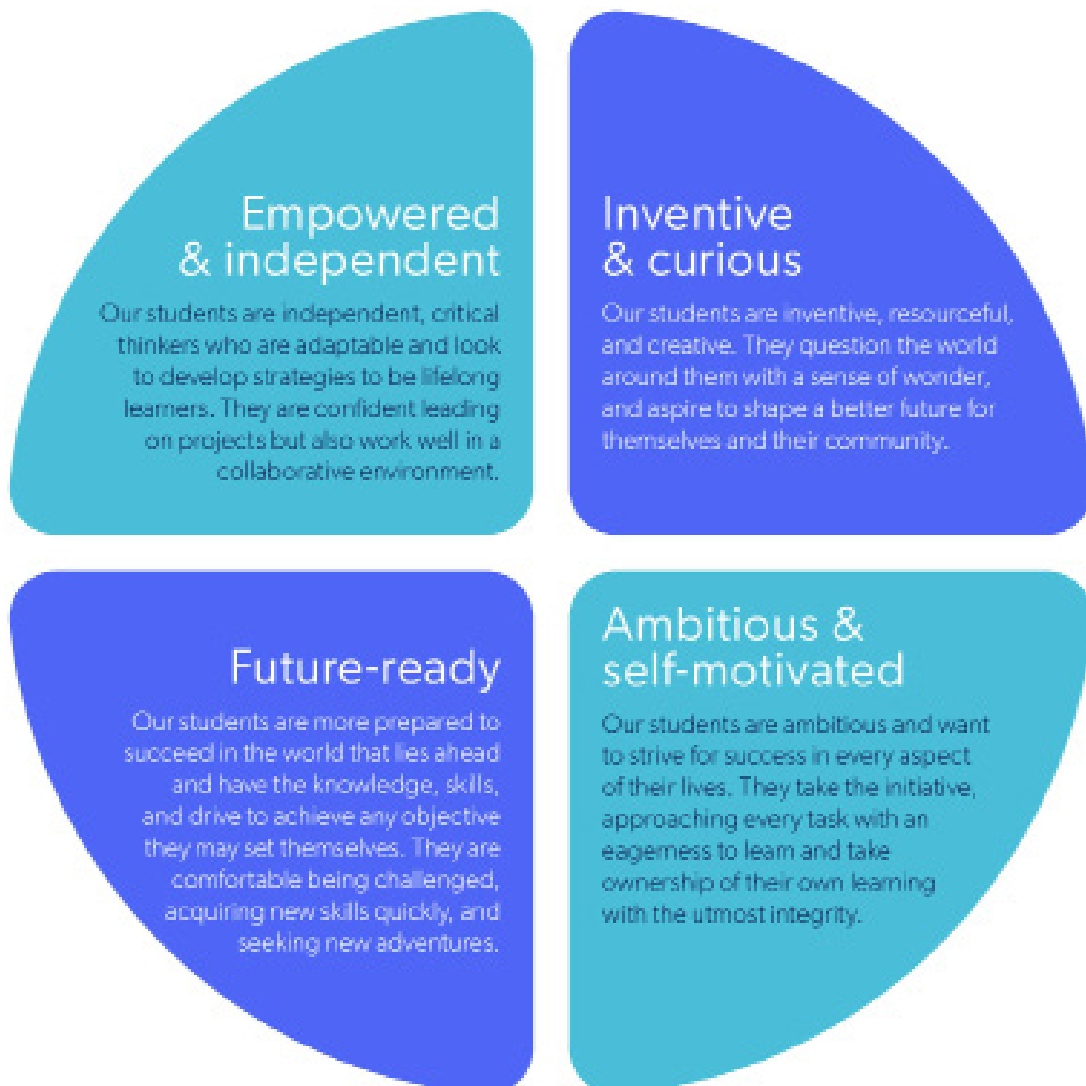 Empowered
& independent
Our students are independent, critical
thinkers who are adaptable and look
to develop strategies to be lifelong
learners. They are confident leading
on projects but also work well in a
collaborative environment.
Inventive
& curious
Our students are inventive, resourceful,
and creative. They question the world
around them with a sense of wonder,
and aspire to shape a better future for
themselves and their community.
Future-ready
Our students are more prepared to
succeed in the world that lies ahead
and have the knowledge, skills,
and drive to achieve any objective
they may set themselves. They are
comfortable being challenged,
acquiring new skills quickly, and
seeking new adventures.
Ambitious &
self-motivated
Our students are ambitious and want
to strive for success in every aspect
of their lives. They take the initiative,
approaching every task with an
eagerness to learn and take
ownership of their own learning
with the utmost integrity.